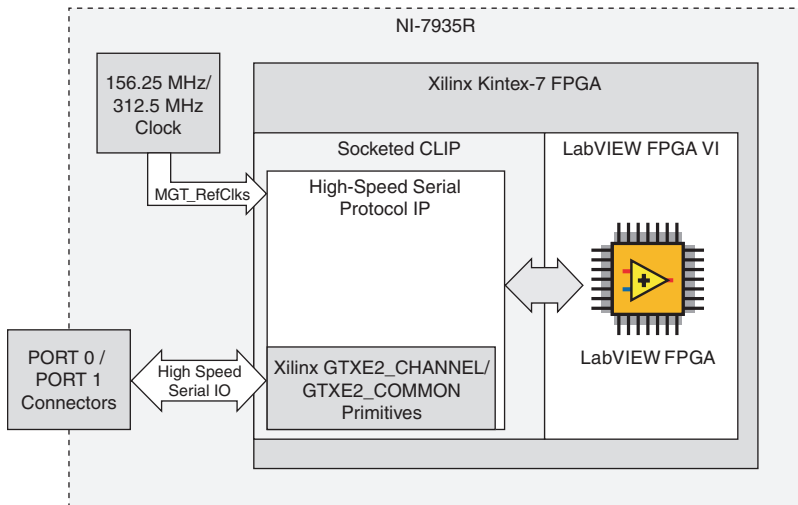 NI-7935R
156.25 MHz/
312.5 MHz
Clock
Xilinx Kintex-7 FPGA
Socketed CLIP
LabVIEW FPGA VI
MGT_RefClks
High-Speed Serial
Protocol IP
LabVIEW FPGA
PORT 0 /
PORT 1
Connectors
High Speed
Serial IO
Xilinx GTXE2_CHANNEL/
GTXE2_COMMON
Primitives